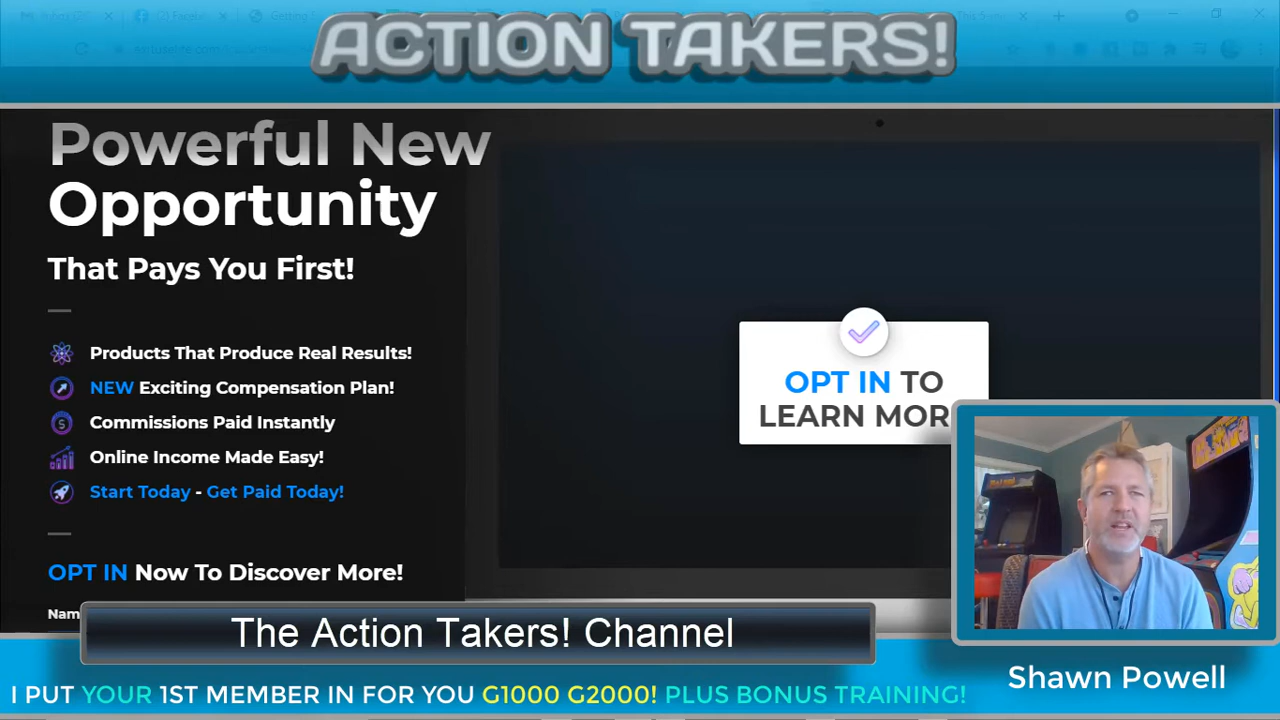 ACTION TAKERS!
Powerful New
Opportunity
That Pays You First!
Products That Produce Real Results!
NEW Exciting Compensation Plan!
Commissions Paid Instantly
Online Income Made Easy!
Start Today - Get Paid Today!
OPT IN Now To Discover More!
Nam
OPT IN TO
LEARN MOR
The Action Takers! Channel
Shawn Powell
I PUT YOUR 1ST MEMBER IN FOR YOU G1000 G2000! PLUS BONUS TRAINING!